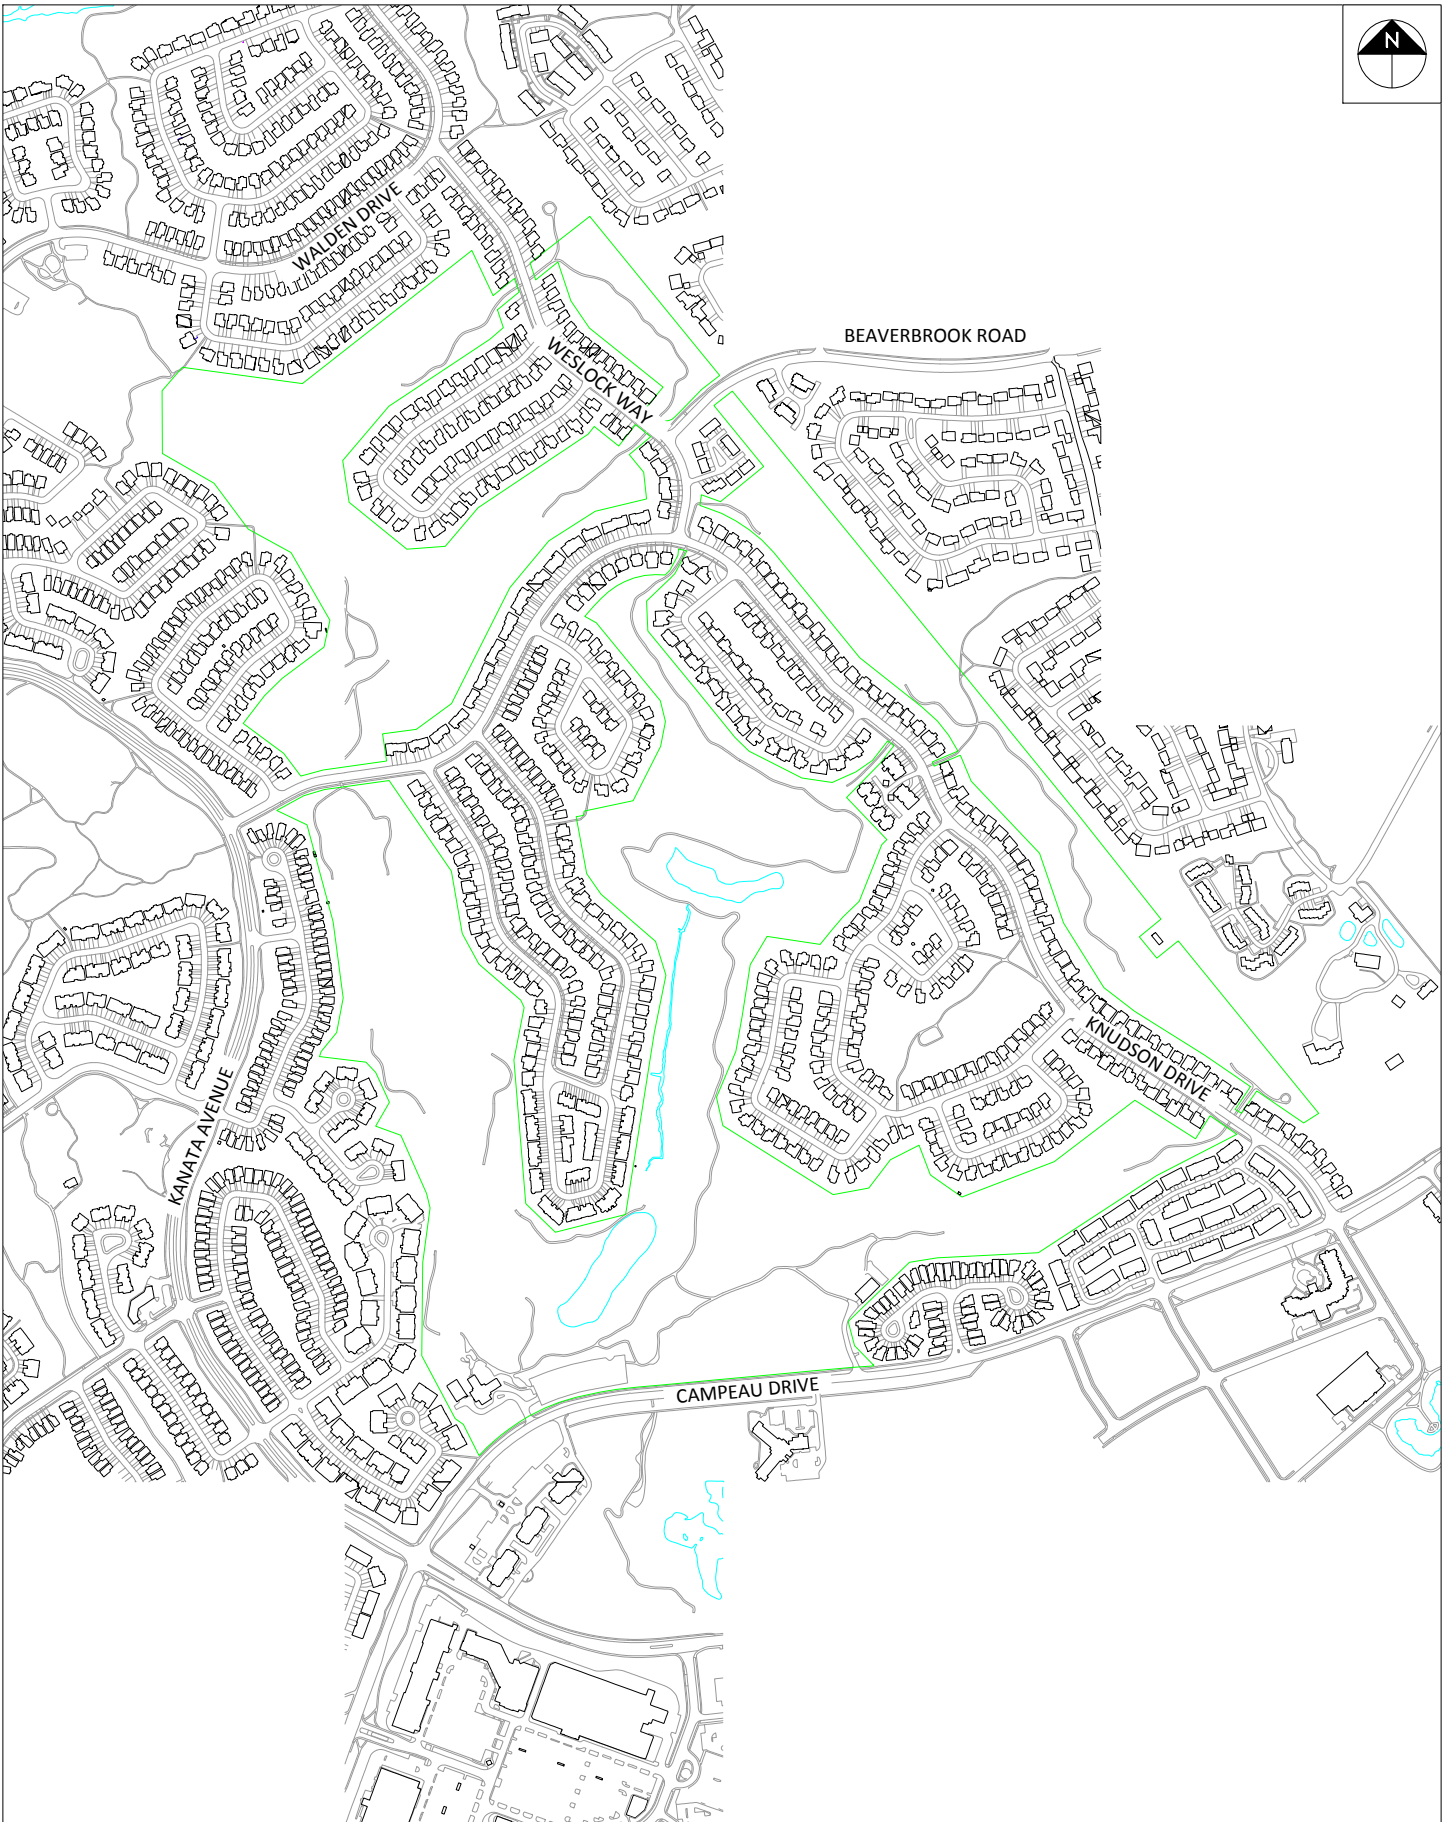 N
WALDEN DRIVE
BEAVERBROOK ROAD
WESLOCK WAY
KNUDSON DRIVE
KANATA AVENUE
CAMPEAU DRIVE